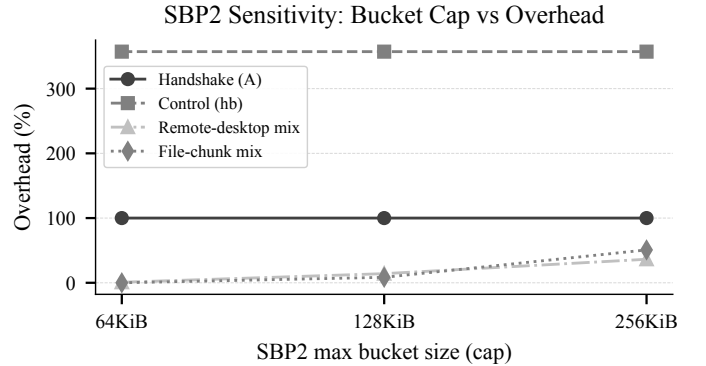 SBP2 Sensitivity: Bucket Cap vs Overhead
Overhead (%)
300
200
100
0
Handshake (A)
Control (hb)
Remote-desktop mix
File-chunk mix
64KiB
128KiB
256KiB
SBP2 max bucket size (cap)